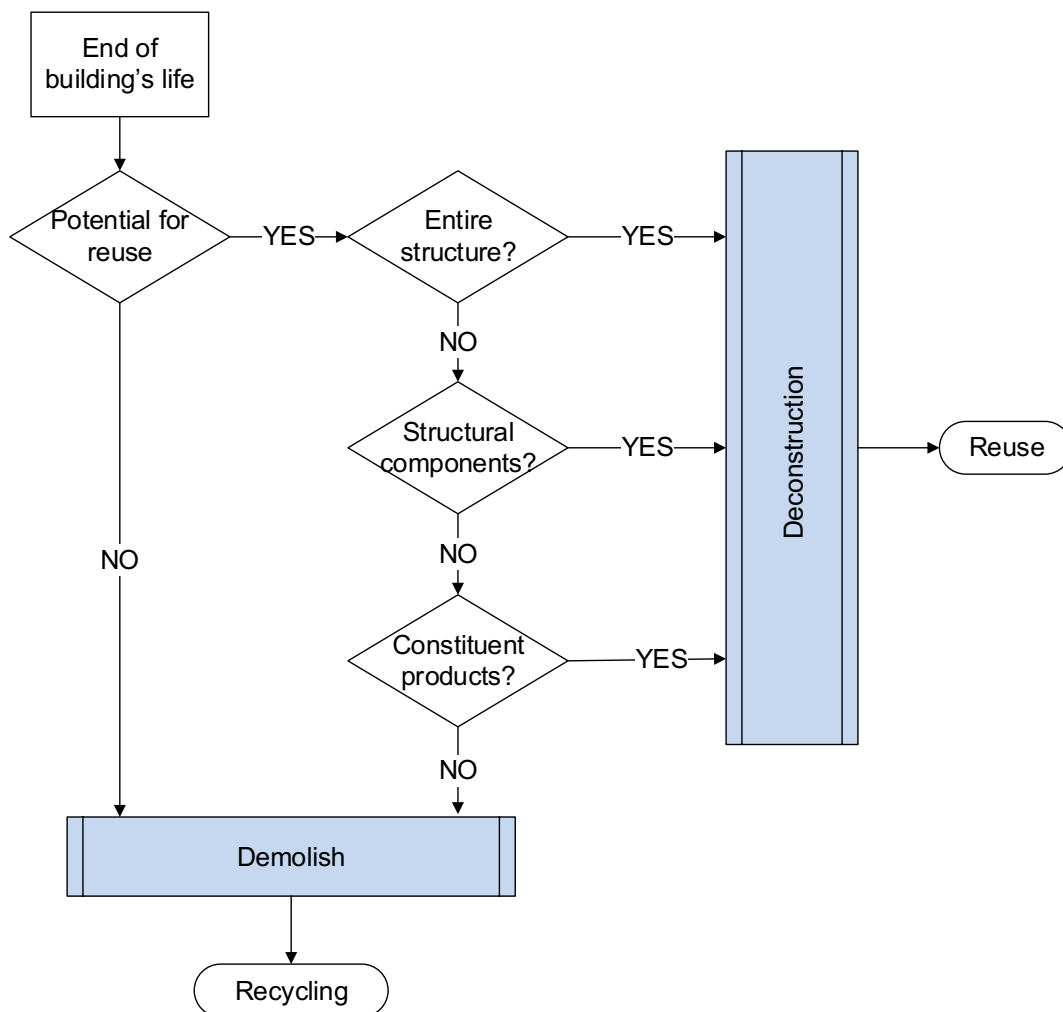 End of
building’s life
Potential for
reuse
YES
Entire
structure?
YES
NO
Structural
components?
YES
NO
Constituent
products?
YES
NO
NO
Deconstruction
Reuse
Demolish
Recycling